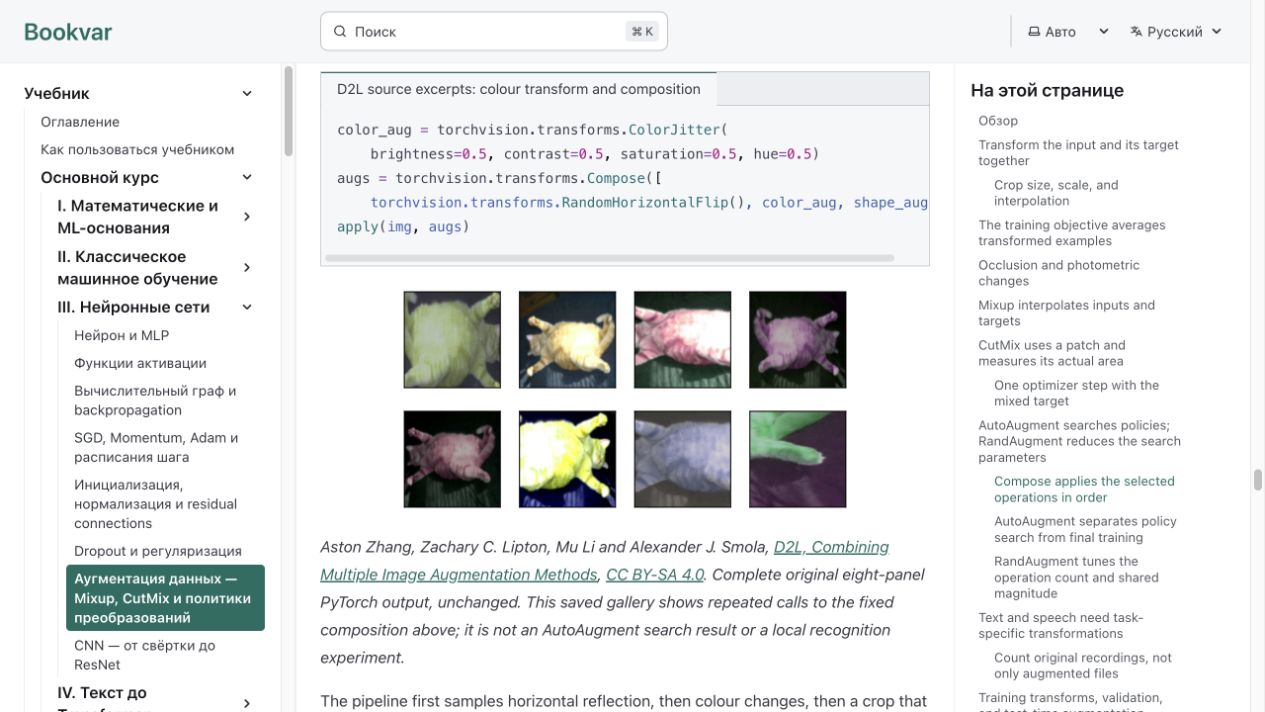 Bookvar
Поиск
⌘ K
Авто
Русский
Учебник
Оглавление
Как пользоваться учебником
Основной курс
I. Математические и
ML-основания
II. Классическое
машинное обучение
III. Нейронные сети
Нейрон и MLP
Функции активации
Вычислительный граф и
backpropagation
SGD, Momentum, Adam и
расписания шага
Инициализация,
нормализация и residual
connections
Dropout и регуляризация
Аугментация данных —
Mixup, CutMix и политики
преобразований
CNN — от свёртки до
ResNet
IV. Текст до
D2L source excerpts: colour transform and composition
color_aug = torchvision.transforms.ColorJitter(
    brightness=0.5, contrast=0.5, saturation=0.5, hue=0.5)
augs = torchvision.transforms.Compose([
    torchvision.transforms.RandomHorizontalFlip(), color_aug, shape_aug
apply(img, augs)
Aston Zhang, Zachary C. Lipton, Mu Li and Alexander J. Smola, D2L, Combining
Multiple Image Augmentation Methods, CC BY-SA 4.0. Complete original eight-panel
PyTorch output, unchanged. This saved gallery shows repeated calls to the fixed
composition above; it is not an AutoAugment search result or a local recognition
experiment.
The pipeline first samples horizontal reflection, then colour changes, then a crop that
На этой странице
Обзор
Transform the input and its target
together
Crop size, scale, and
interpolation
The training objective averages
transformed examples
Occlusion and photometric
changes
Mixup interpolates inputs and
targets
CutMix uses a patch and
measures its actual area
One optimizer step with the
mixed target
AutoAugment searches policies;
RandAugment reduces the search
parameters
Compose applies the selected
operations in order
AutoAugment separates policy
search from final training
RandAugment tunes the
operation count and shared
magnitude
Text and speech need task-
specific transformations
Count original recordings, not
only augmented files
Training transforms, validation,